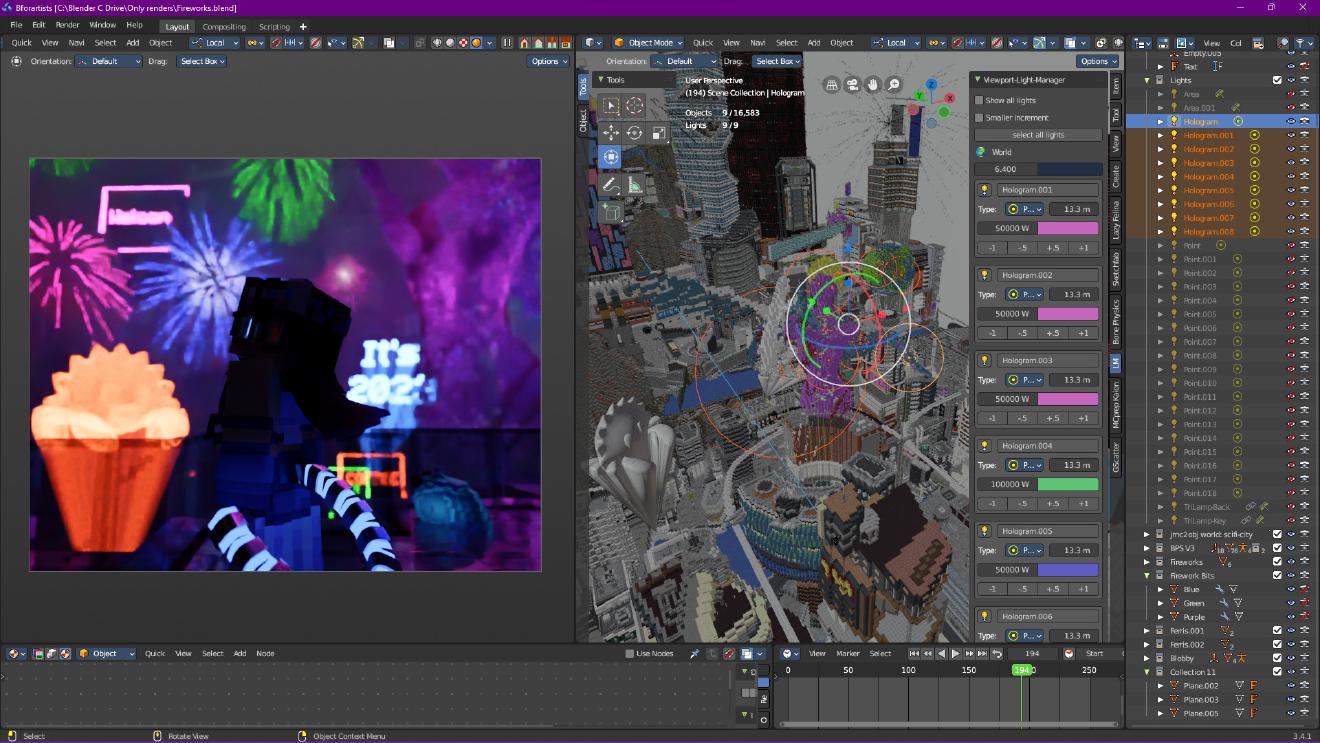 Bforartists [C:\Blender C Drive\Only renders\Fireworks.blend]
File Edit Render Window Help Layout Compositing Scripting +
Quick View Navi Select Add Object Local
Object Mode Quick View Navi Select Add Object Local
View Col
Orientation: Default Drag: Select Box Options
Orientation: Default Drag: Select Box Options
Tools
Object
Tools
User Perspective
(194) Scene Collection | Hologram
Objects 9 / 16,583
Lights 9 / 9
Z
Y
X
It's
Viewport-Light-Manager
Show all lights
Smaller increment
select all lights
World
6.400
Hologram.001
Type: P... 13.3 m
50000 W
-1 -.5 +.5 +1
Hologram.002
Type: P... 13.3 m
50000 W
-1 -.5 +.5 +1
Hologram.003
Type: P... 13.3 m
50000 W
-1 -.5 +.5 +1
Hologram.004
Type: P... 13.3 m
100000 W
-1 -.5 +.5 +1
Hologram.005
Type: P... 13.3 m
50000 W
-1 -.5 +.5 +1
Hologram.006
Type: P... 13.3 m
Item
Tool
View
Create
Lazy Retina
Sketchfab
Bone Physics
LM
MCprep Kaion
GScatter
Empty.005
Text
Lights
Area
Area.001
Hologram
Hologram.001
Hologram.002
Hologram.003
Hologram.004
Hologram.005
Hologram.006
Hologram.007
Hologram.008
Point
Point.001
Point.002
Point.003
Point.004
Point.005
Point.006
Point.007
Point.008
Point.009
Point.010
Point.011
Point.012
Point.013
Point.014
Point.015
Point.016
Point.017
Point.018
TriLamp-Back
TriLamp-Key
jmc2obj world: scifi-city
BPS V3
Fireworks
Firework Bits
Blue
Green
Purple
Ferris.001
Ferris.002
Blobby
Collection 11
Plane.002
Plane.003
Plane.005
Object Quick View Select Add Node Use Nodes
View Marker Select 194 Start
0 50 100 150 194 250
Select Rotate View Object Context Menu 3.4.1